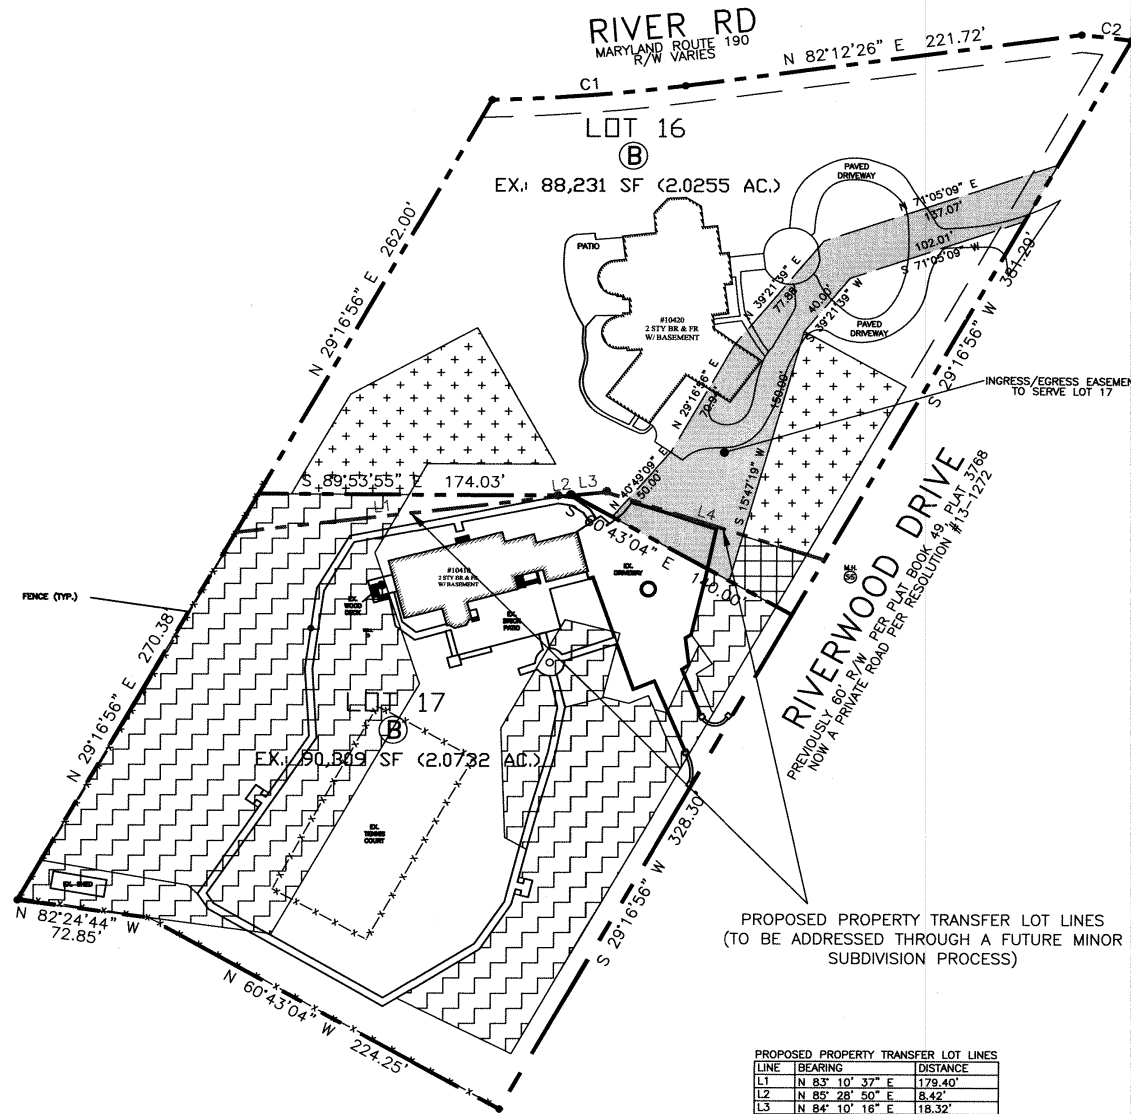 RIVER RD
MARYLAND ROUTE 190
R/W VARIES
N 82°12'26" E 221.72'
C2
C1
LOT 16
B
EX.: 88,231 SF (2.0255 AC.)
PAVED
DRIVEWAY
N 71°05'09" E
137.07'
102.01'
S 71°05'09" W
N 29°16'56" E 262.00'
PATIO
#10420
2 STY BR & FR
W/ BASEMENT
N 39°21'39" E
77.88'
40.00'
S 39°21'39" W
PAVED
DRIVEWAY
S 29°16'56" W 381.29'
INGRESS/EGRESS EASEMEN
TO SERVE LOT 17
N 29°16'56" E
150.00'
S 15°47'19" W
N 40°49'09" E
50.00'
S 89°53'55" E 174.03'
L1
L2 L3
L4
S 60°43'04" E
RIVERWOOD DRIVE
PREVIOUSLY 60' R/W PER PLAT BOOK 49, PLAT 3768
NOW A PRIVATE ROAD PER RESOLUTION #13-1272
M.H.
FENCE (TYP.)
2 STY BR & FR
W/ BASEMENT
EX.
WOOD
DECK
EX.
BRICK
PATIO
EX.
DRIVEWAY
N 29°16'56" E 270.38'
LOT 17
B
EX.: 90,309 SF (2.0732 AC.)
EX.
TENNIS
COURT
EX. SHED
N 82°24'44" W
72.85'
N 60°43'04" W 224.25'
S 29°16'56" W 328.30'
PROPOSED PROPERTY TRANSFER LOT LINES
(TO BE ADDRESSED THROUGH A FUTURE MINOR
SUBDIVISION PROCESS)
PROPOSED PROPERTY TRANSFER LOT LINES
LINE BEARING DISTANCE
L1 N 83° 10' 37" E 179.40'
L2 N 85° 28' 50" E 8.42'
L3 N 84° 10' 16" E 18.32'